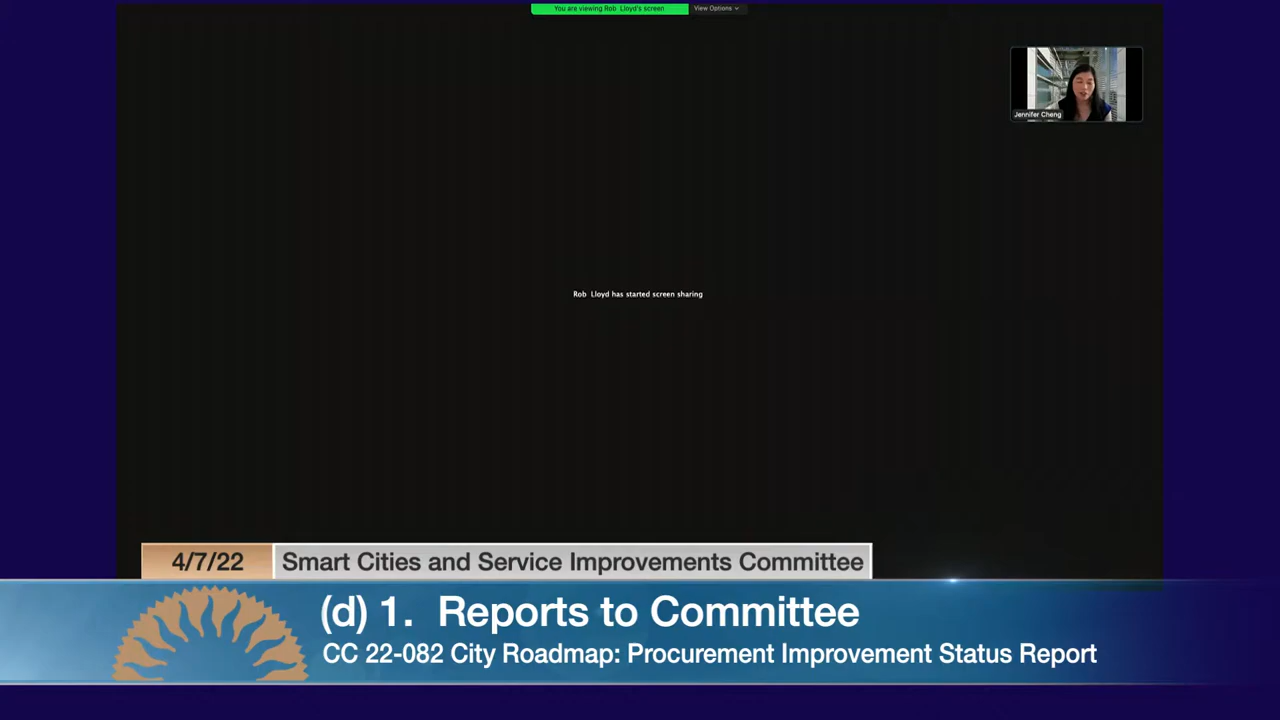 You are viewing Rob Lloyd's screen
View Options
Jennifer Cheng
Rob Lloyd has started screen sharing
4/7/22
Smart Cities and Service Improvements Committee
(d) 1. Reports to Committee
CC 22-082 City Roadmap: Procurement Improvement Status Report